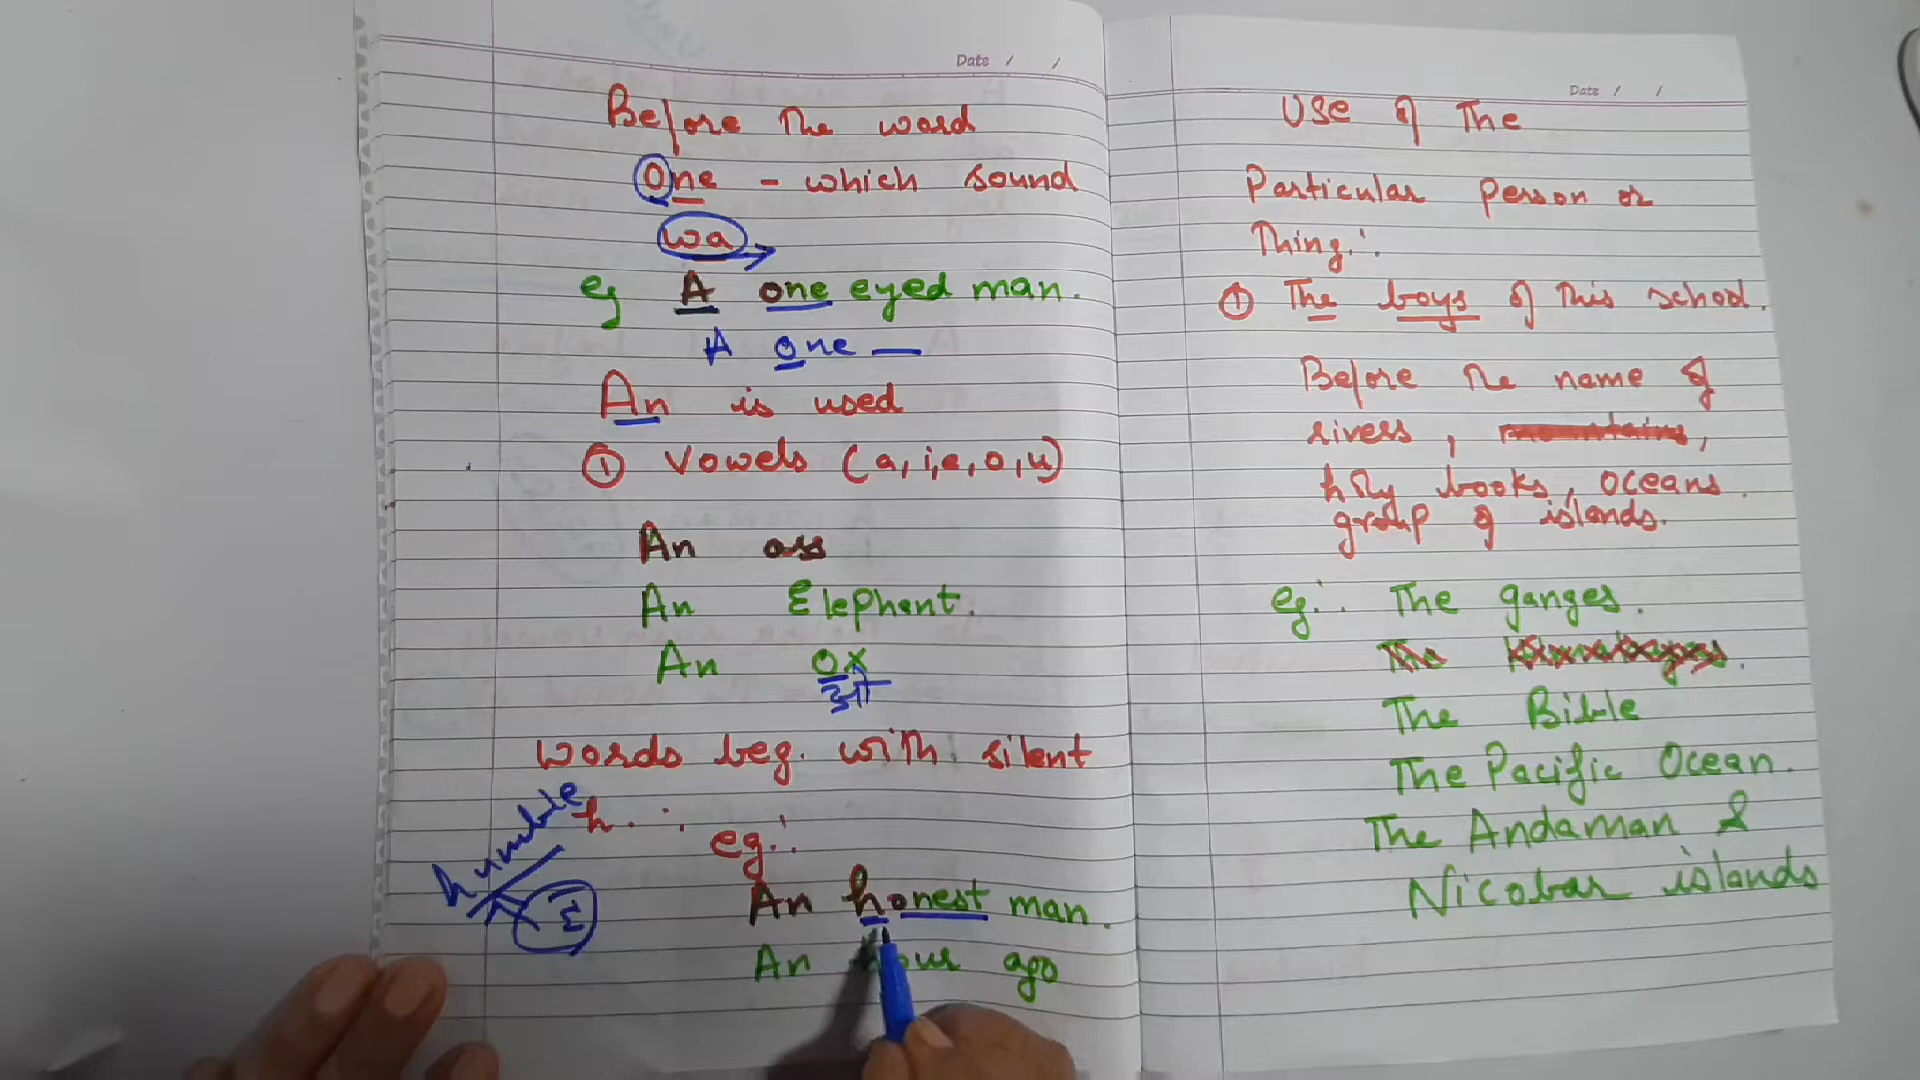 Date / /
Before The word
One - which sound
wa
eg A one eyed man.
A one —
An is used
① Vowels (a, i, e, o, u)
An ass
An Elephant.
An ox
words beg. with silent
h..
humble
eg:
An honest man.
An hour ago
Date / /
Use of The
Particular person or
Thing:
① The boys of This school.
Before The name of
rivers, mountains,
holy books, oceans.
group of islands.
eg: The ganges.
The
The Bible
The Pacific Ocean.
The Andaman &
Nicobar islands